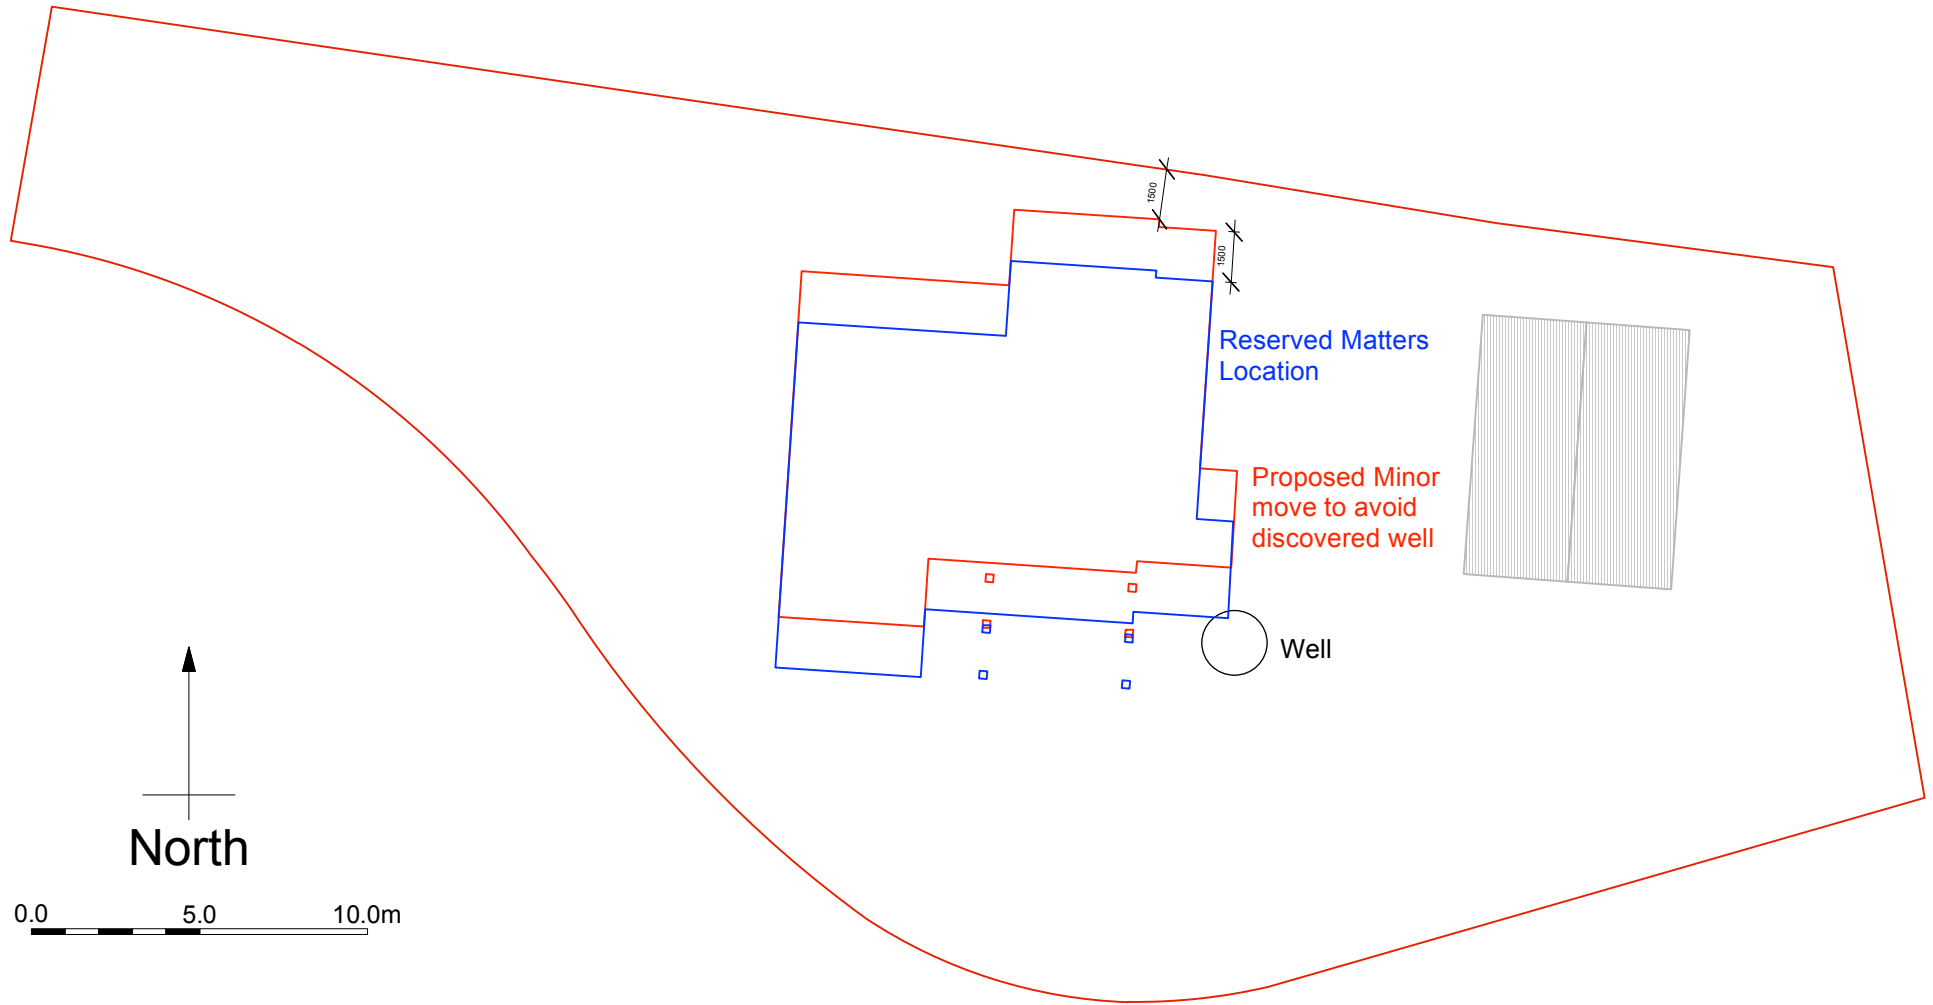 1500
1500
Reserved Matters
Location
Proposed Minor
move to avoid
discovered well
Well
North
0.0 5.0 10.0m